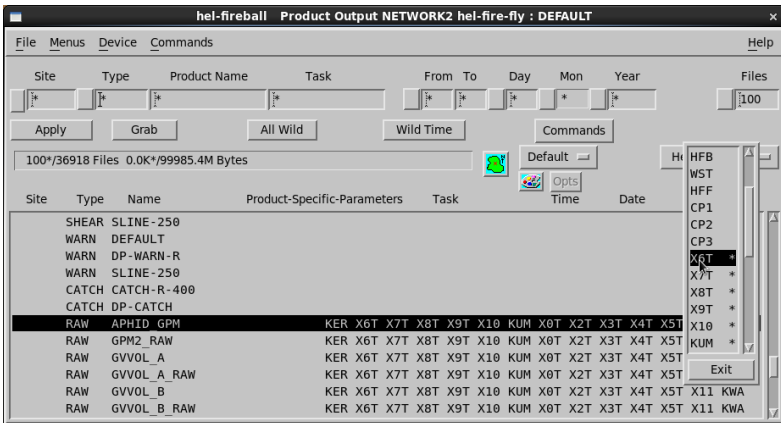 hel-fireball Product Output NETWORK2 hel-fire-fly : DEFAULT ×
File Menus Device Commands Help
Site Type Product Name Task From To Day Mon Year Files
* * * * * * * * * 100
Apply Grab All Wild Wild Time Commands
100*/36918 Files 0.0K*/99985.4M Bytes Default
Opts
Site Type Name Product-Specific-Parameters Task Time Date
SHEAR SLINE-250
WARN DEFAULT
WARN DP-WARN-R
WARN SLINE-250
CATCH CATCH-R-400
CATCH DP-CATCH
RAW APHID_GPM KER X6T X7T X8T X9T X10 KUM X0T X2T X3T X4T X5T
RAW GPM2_RAW KER X6T X7T X8T X9T X10 KUM X0T X2T X3T X4T X5T
RAW GVVOL_A KER X6T X7T X8T X9T X10 KUM X0T X2T X3T X4T X5T
RAW GVVOL_A_RAW KER X6T X7T X8T X9T X10 KUM X0T X2T X3T X4T X5T
RAW GVVOL_B KER X6T X7T X8T X9T X10 KUM X0T X2T X3T X4T X5T X11 KWA
RAW GVVOL_B_RAW KER X6T X7T X8T X9T X10 KUM X0T X2T X3T X4T X5T X11 KWA
HFB
WST
HFF
CP1
CP2
CP3
X6T *
X7T *
X8T *
X9T *
X10 *
KUM *
Exit